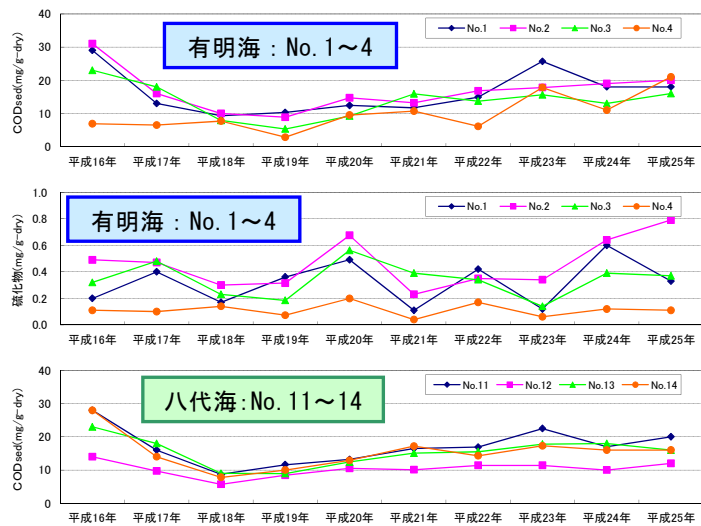 CODsed(mg/g-dry)
40
30
20
10
0
有明海：No.1～4
No.1 No.2 No.3 No.4
平成16年 平成17年 平成18年 平成19年 平成20年 平成21年 平成22年 平成23年 平成24年 平成25年
硫化物(mg/g-dry)
1.0
0.8
0.6
0.4
0.2
0.0
有明海：No.1～4
No.1 No.2 No.3 No.4
平成16年 平成17年 平成18年 平成19年 平成20年 平成21年 平成22年 平成23年 平成24年 平成25年
CODsed(mg/g-dry)
40
30
20
10
0
八代海:No.11～14
No.11 No.12 No.13 No.14
平成16年 平成17年 平成18年 平成19年 平成20年 平成21年 平成22年 平成23年 平成24年 平成25年